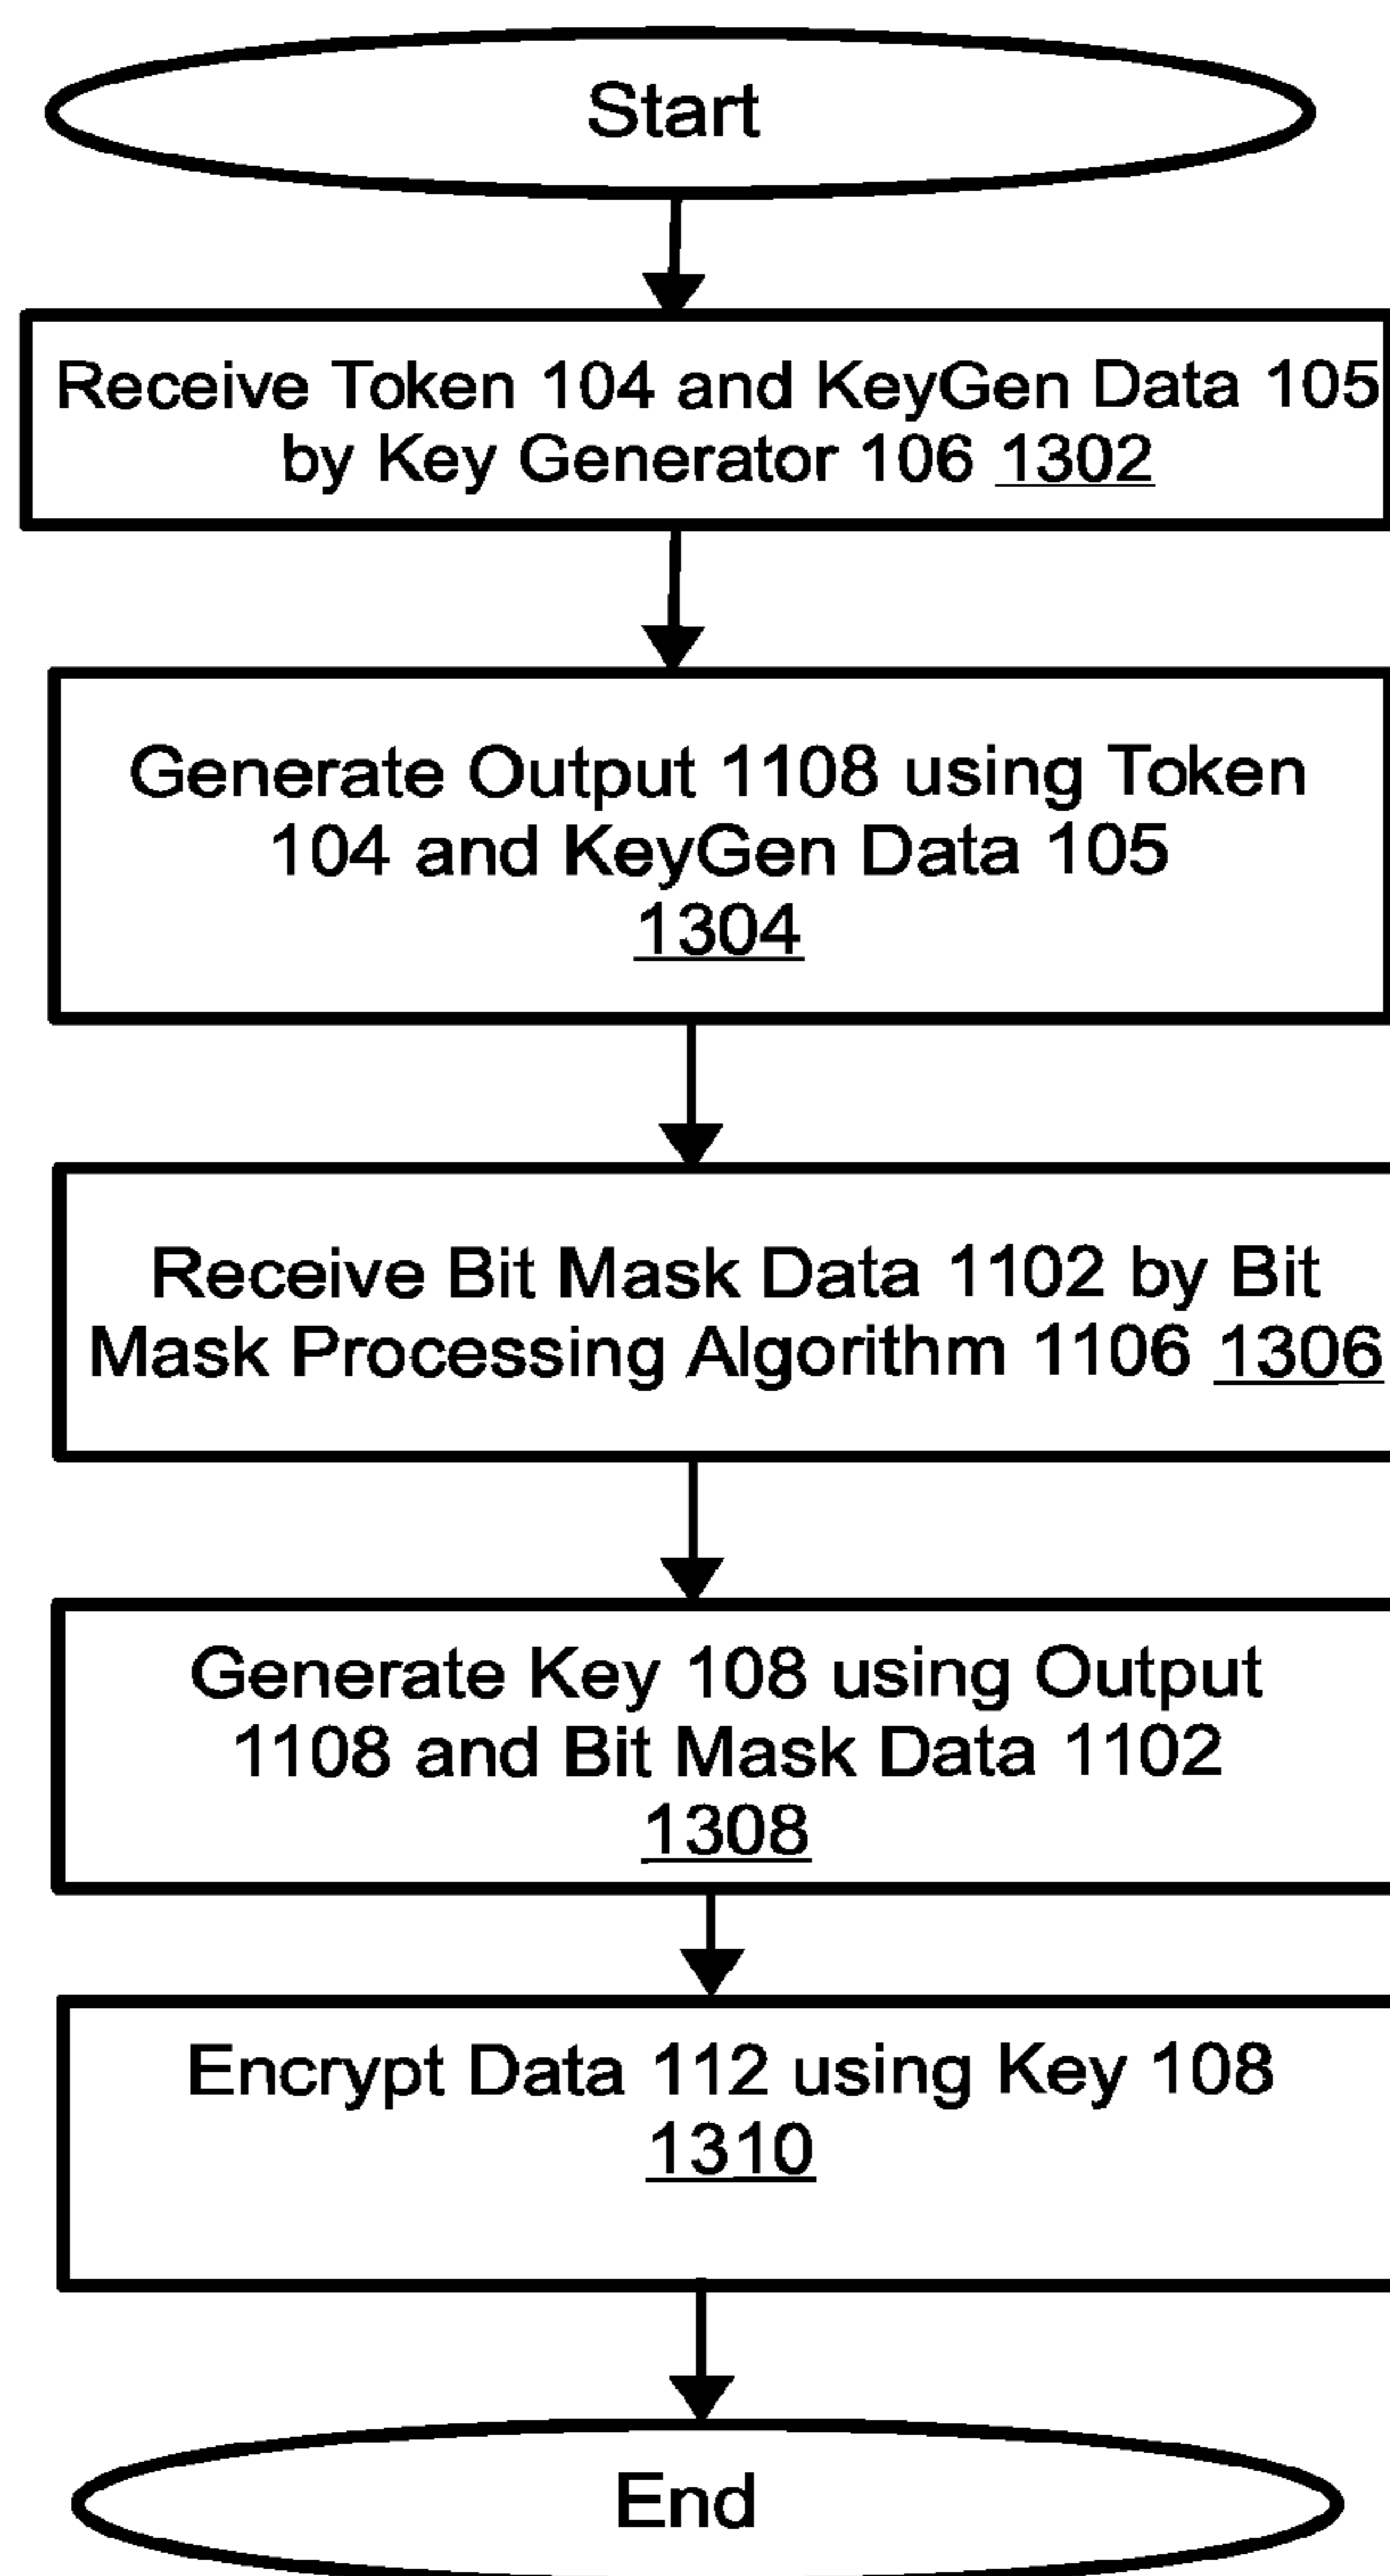 Start
Receive Token 104 and KeyGen Data 105
by Key Generator 106 1302
Generate Output 1108 using Token
104 and KeyGen Data 105
1304
Receive Bit Mask Data 1102 by Bit
Mask Processing Algorithm 1106 1306
Generate Key 108 using Output
1108 and Bit Mask Data 1102
1308
Encrypt Data 112 using Key 108
1310
End